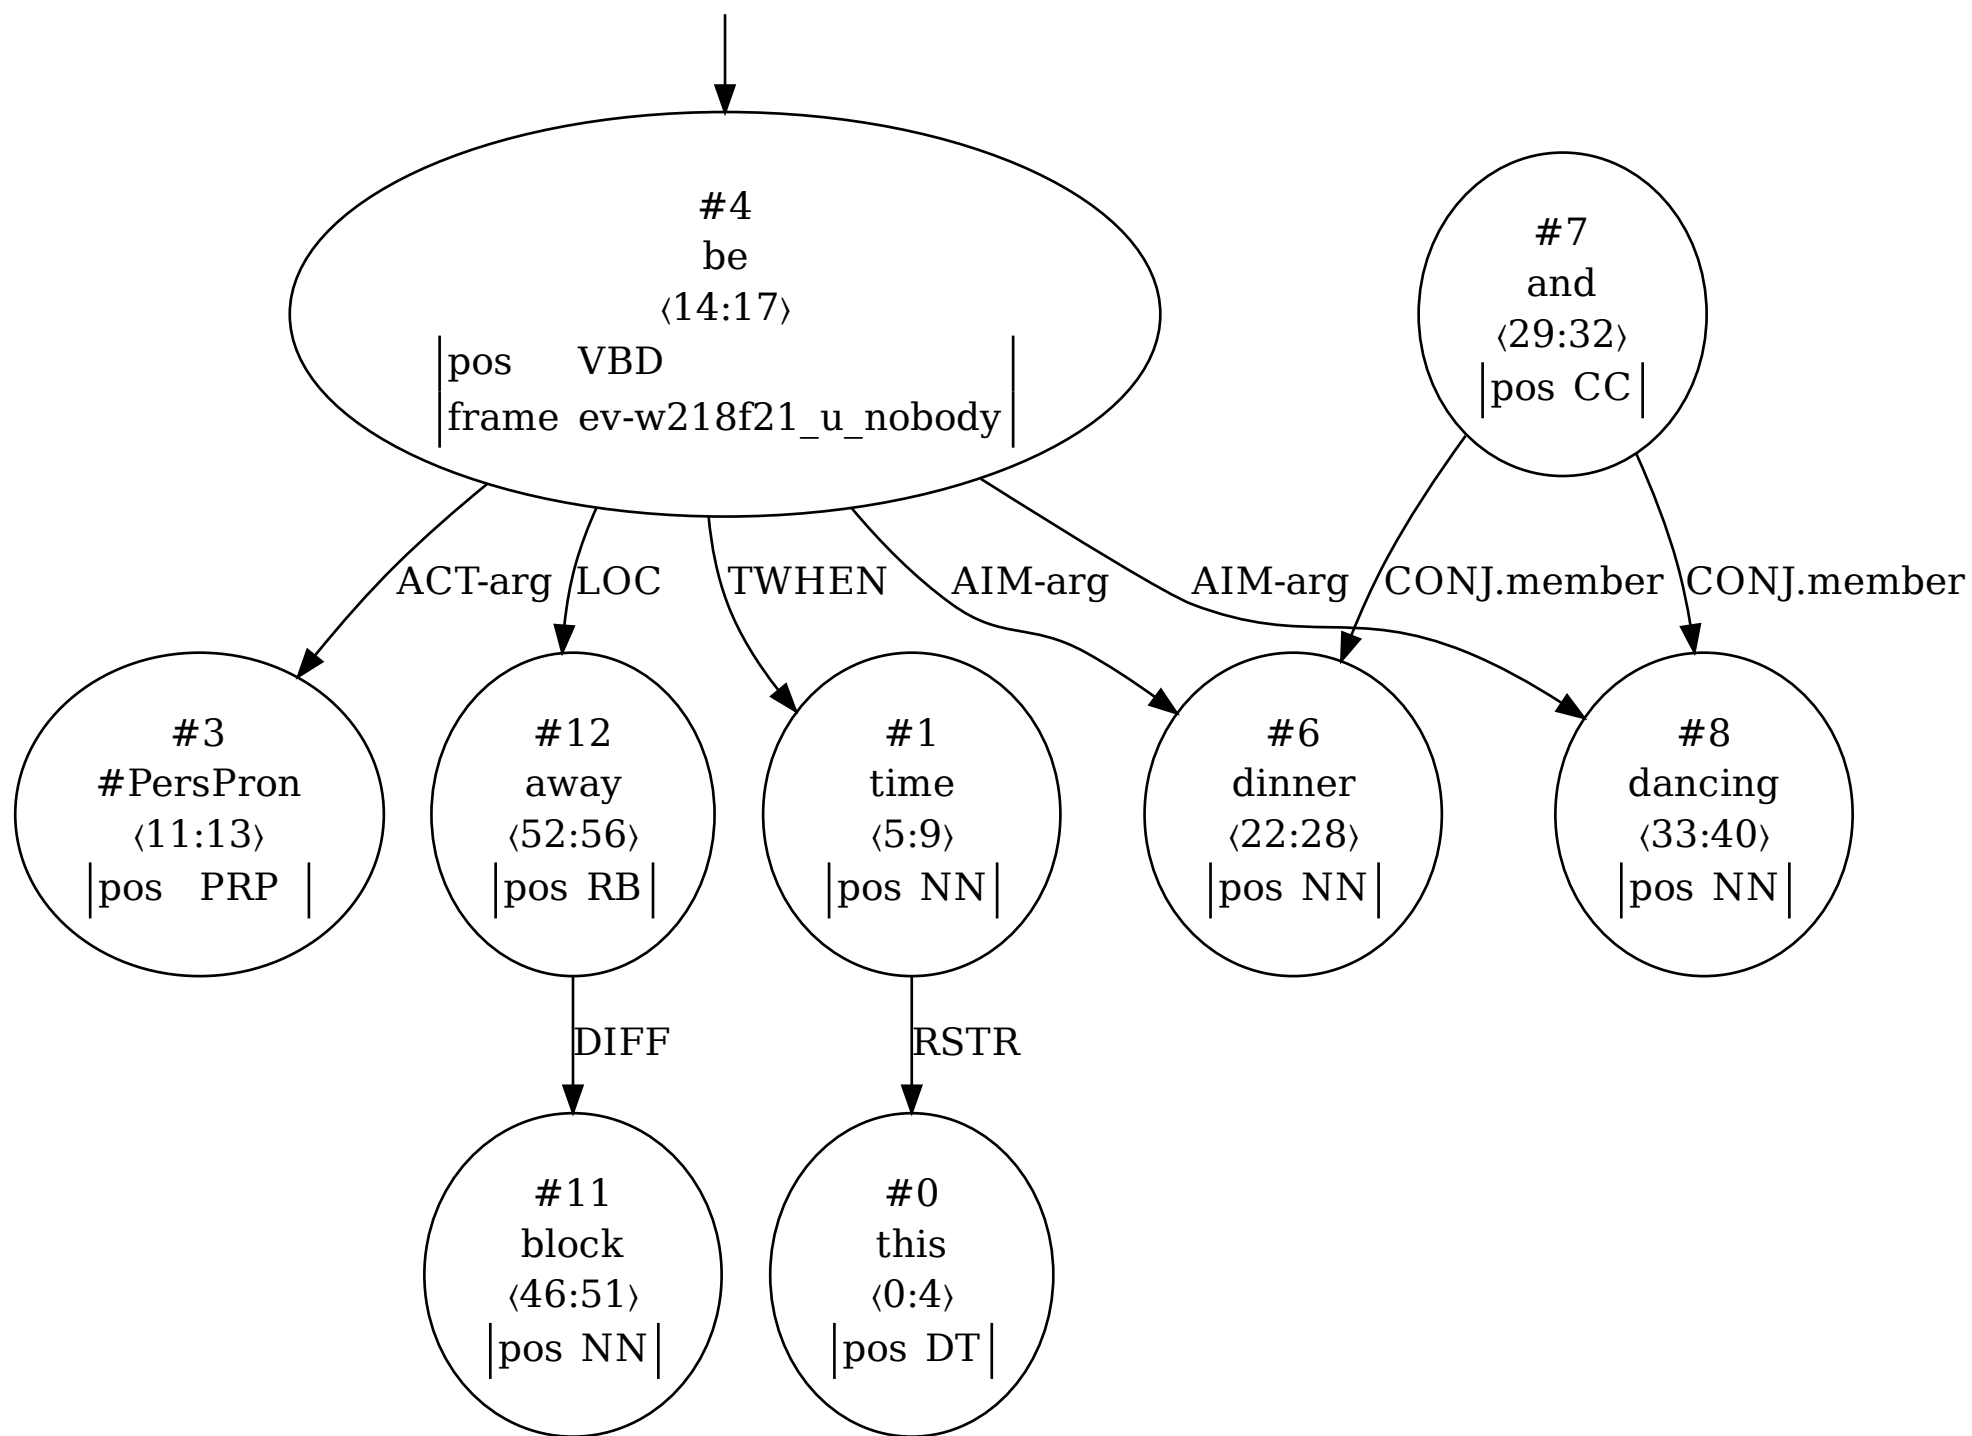 #4
be
⟨14:17⟩
pos VBD
frame ev-w218f21_u_nobody
#7
and
⟨29:32⟩
pos CC
ACT-arg
LOC
TWHEN
AIM-arg
AIM-arg
CONJ.member
CONJ.member
#3
#PersPron
⟨11:13⟩
pos PRP
#12
away
⟨52:56⟩
pos RB
#1
time
⟨5:9⟩
pos NN
#6
dinner
⟨22:28⟩
pos NN
#8
dancing
⟨33:40⟩
pos NN
DIFF
RSTR
#11
block
⟨46:51⟩
pos NN
#0
this
⟨0:4⟩
pos DT